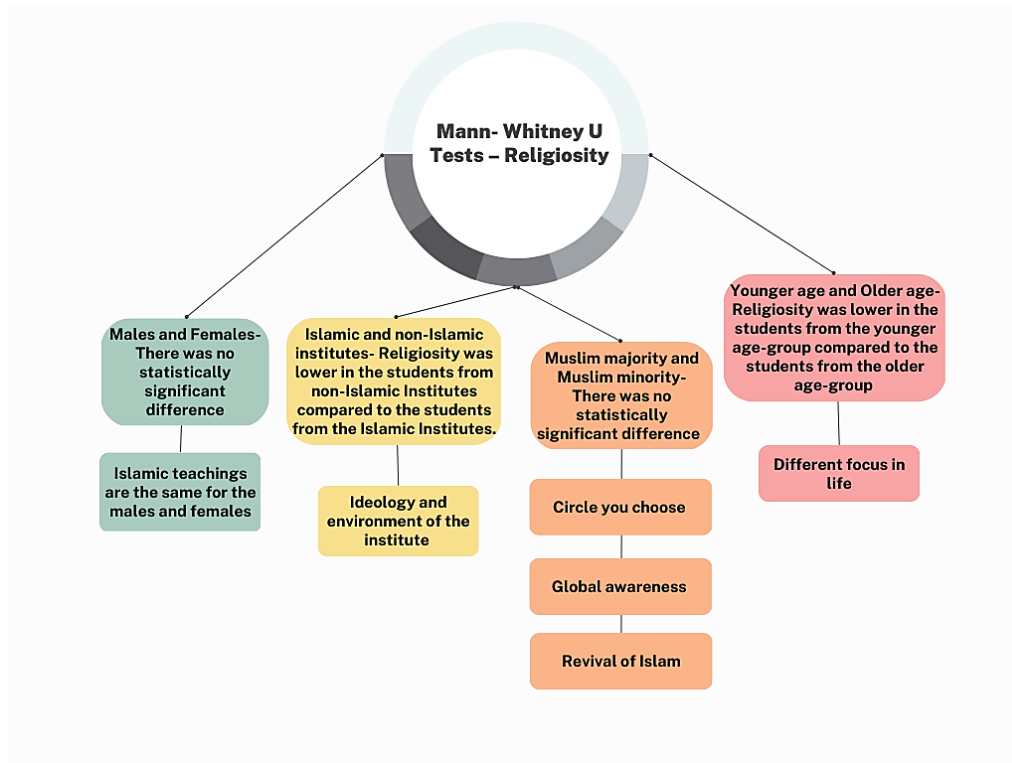 Mann- Whitney U
Tests – Religiosity
Males and Females-
There was no
statistically
significant
difference
Islamic teachings
are the same for the
males and females
Islamic and non-Islamic
institutes- Religiosity was
lower in the students from
non-Islamic Institutes
compared to the students
from the Islamic Institutes.
Ideology and
environment of the
institute
Muslim majority and
Muslim minority-
There was no
statistically
significant difference
Circle you choose
Global awareness
Revival of Islam
Younger age and Older age-
Religiosity was lower in the
students from the younger
age-group compared to the
students from the older
age-group
Different focus in
life